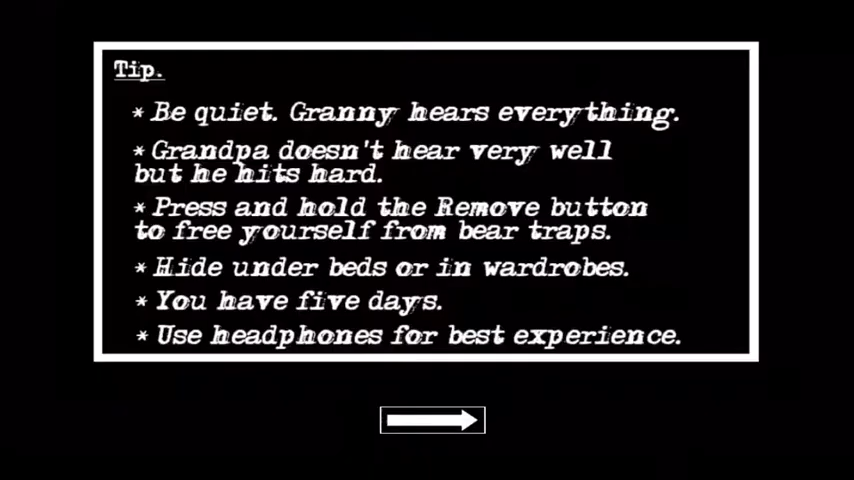 Tip.
* Be quiet. Granny hears everything.
* Grandpa doesn't hear very well
but he hits hard.
* Press and hold the Remove button
to free yourself from bear traps.
* Hide under beds or in wardrobes.
* You have five days.
* Use headphones for best experience.